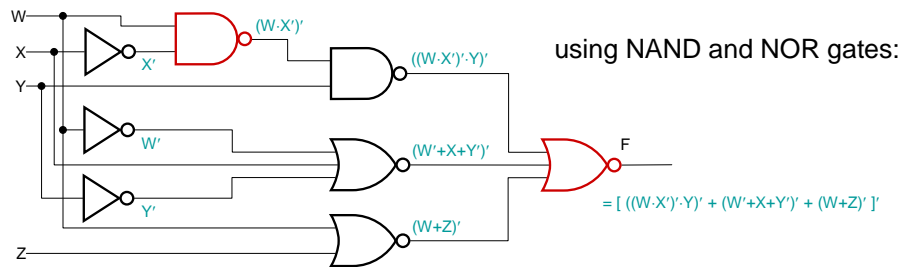 W
(W·X′)′
using NAND and NOR gates:
X
X′
((W·X′)′·Y)′
Y
W′
F
(W′+X+Y′)′
Y′
= [ ((W·X′)′·Y)′ + (W′+X+Y′)′ + (W+Z)′ ]′
(W+Z)′
Z